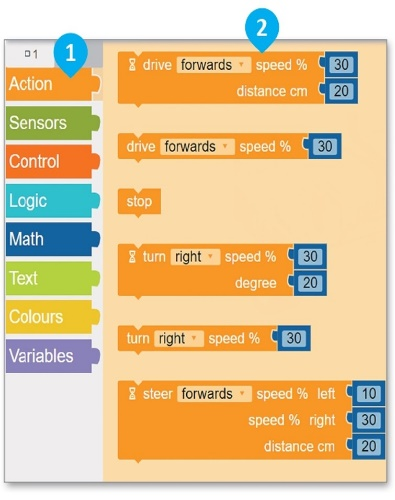 1
2
1
Action
Sensors
Control
Logic
Math
Text
Colours
Variables
drive forwards speed % 30
distance cm 20
drive forwards speed % 30
stop
turn right speed % 30
degree 20
turn right speed % 30
steer forwards speed % left 10
speed % right 30
distance cm 20